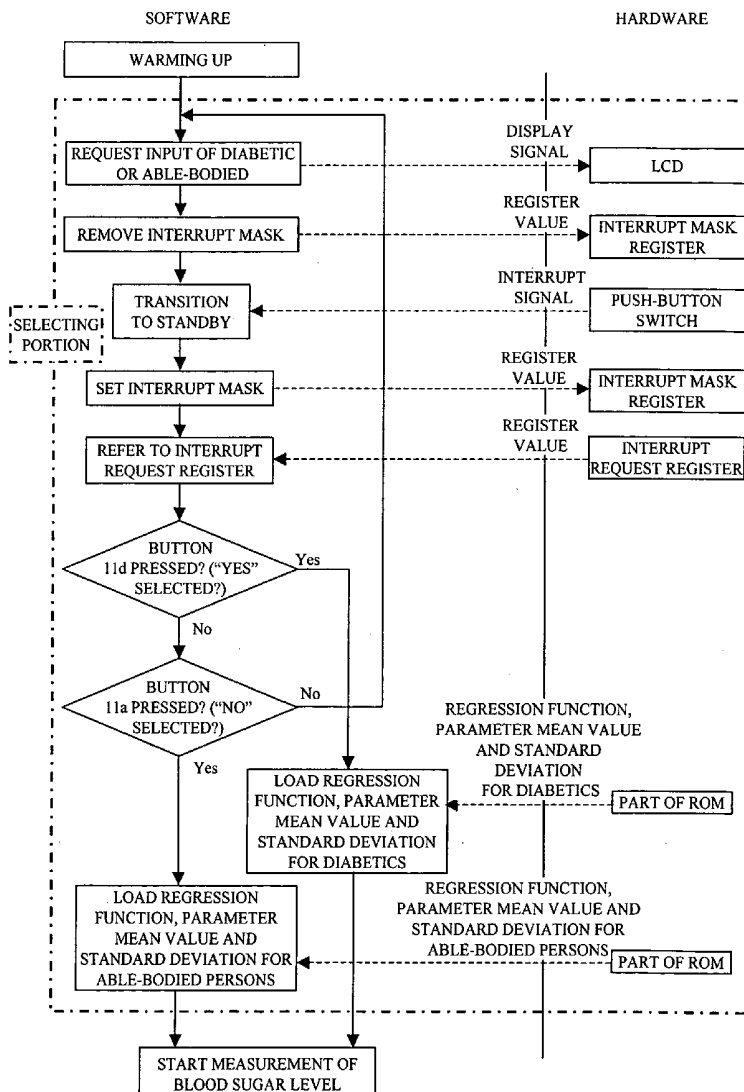 SOFTWARE
HARDWARE
WARMING UP
REQUEST INPUT OF DIABETIC
OR ABLE-BODIED
DISPLAY
SIGNAL
LCD
REMOVE INTERRUPT MASK
REGISTER
VALUE
INTERRUPT MASK
REGISTER
SELECTING
PORTION
TRANSITION
TO STANDBY
INTERRUPT
SIGNAL
PUSH-BUTTON
SWITCH
SET INTERRUPT MASK
REGISTER
VALUE
INTERRUPT MASK
REGISTER
REFER TO INTERRUPT
REQUEST REGISTER
REGISTER
VALUE
INTERRUPT
REQUEST REGISTER
BUTTON
11d PRESSED? (“YES”
SELECTED?)
Yes
No
BUTTON
11a PRESSED? (“NO”
SELECTED?)
No
Yes
LOAD REGRESSION
FUNCTION, PARAMETER
MEAN VALUE AND
STANDARD DEVIATION
FOR DIABETICS
REGRESSION FUNCTION,
PARAMETER MEAN VALUE
AND STANDARD
DEVIATION
FOR DIABETICS
PART OF ROM
LOAD REGRESSION
FUNCTION, PARAMETER
MEAN VALUE AND
STANDARD DEVIATION FOR
ABLE-BODIED PERSONS
REGRESSION FUNCTION,
PARAMETER MEAN VALUE AND
STANDARD DEVIATION FOR
ABLE-BODIED PERSONS
PART OF ROM
START MEASUREMENT OF
BLOOD SUGAR LEVEL